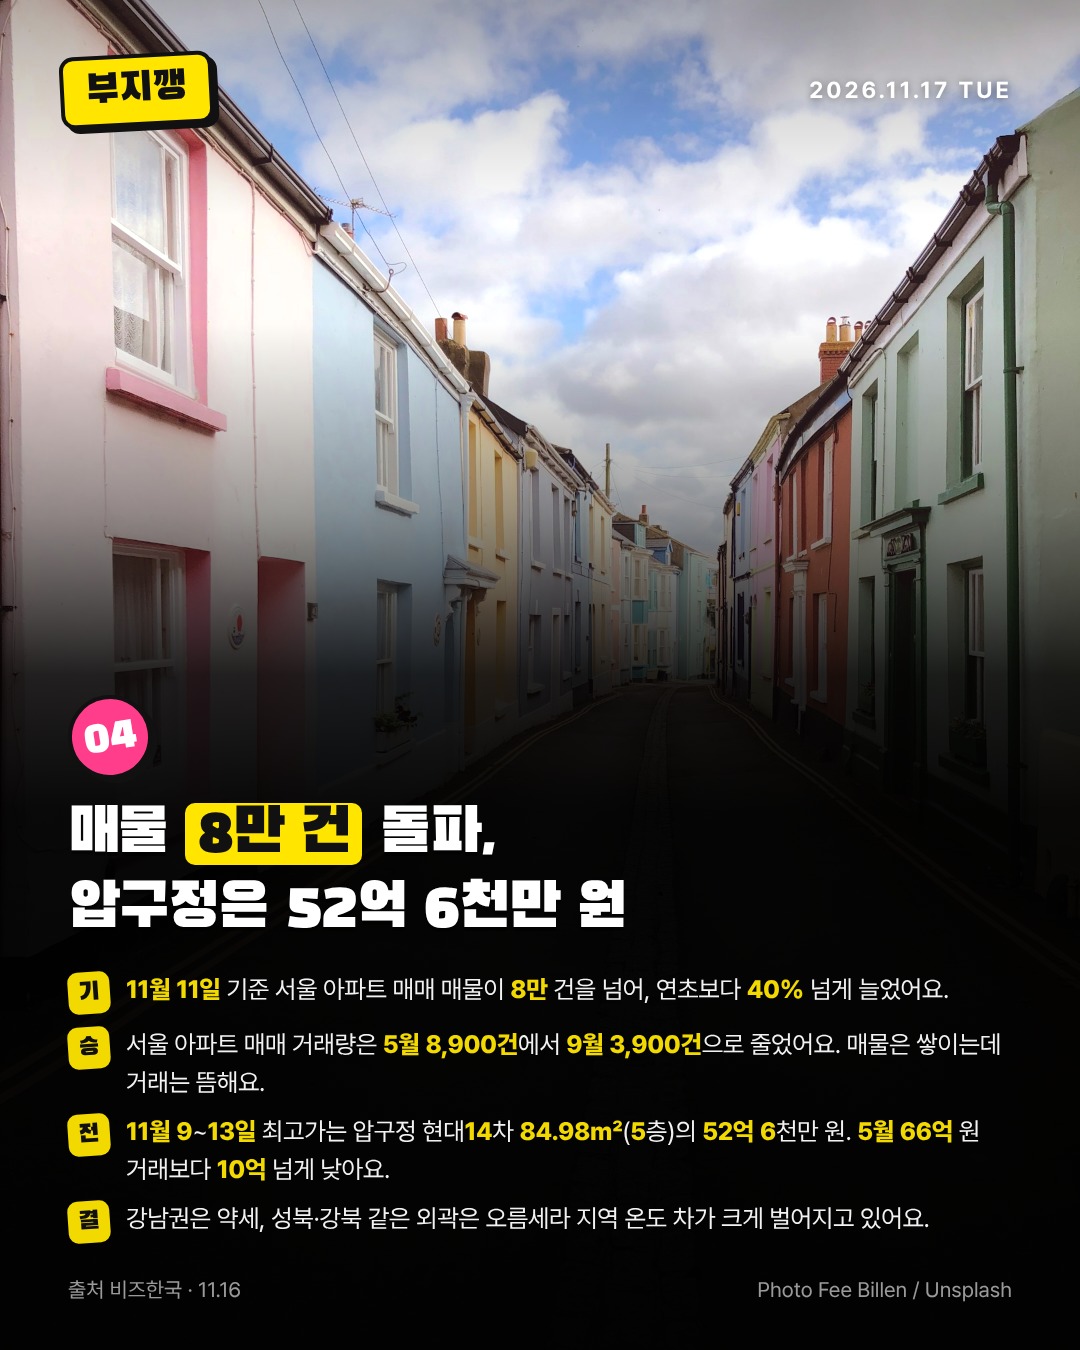 부지깽
2026.11.17 TUE
04
매물 8만 건 돌파,
압구정은 52억 6천만 원
기 11월 11일 기준 서울 아파트 매매 매물이 8만 건을 넘어, 연초보다 40% 넘게 늘었어요.
승 서울 아파트 매매 거래량은 5월 8,900건에서 9월 3,900건으로 줄었어요. 매물은 쌓이는데
거래는 뜸해요.
전 11월 9~13일 최고가는 압구정 현대14차 84.98m²(5층)의 52억 6천만 원. 5월 66억 원
거래보다 10억 넘게 낮아요.
결 강남권은 약세, 성북·강북 같은 외곽은 오름세라 지역 온도 차가 크게 벌어지고 있어요.
출처 비즈한국 · 11.16
Photo Fee Billen / Unsplash